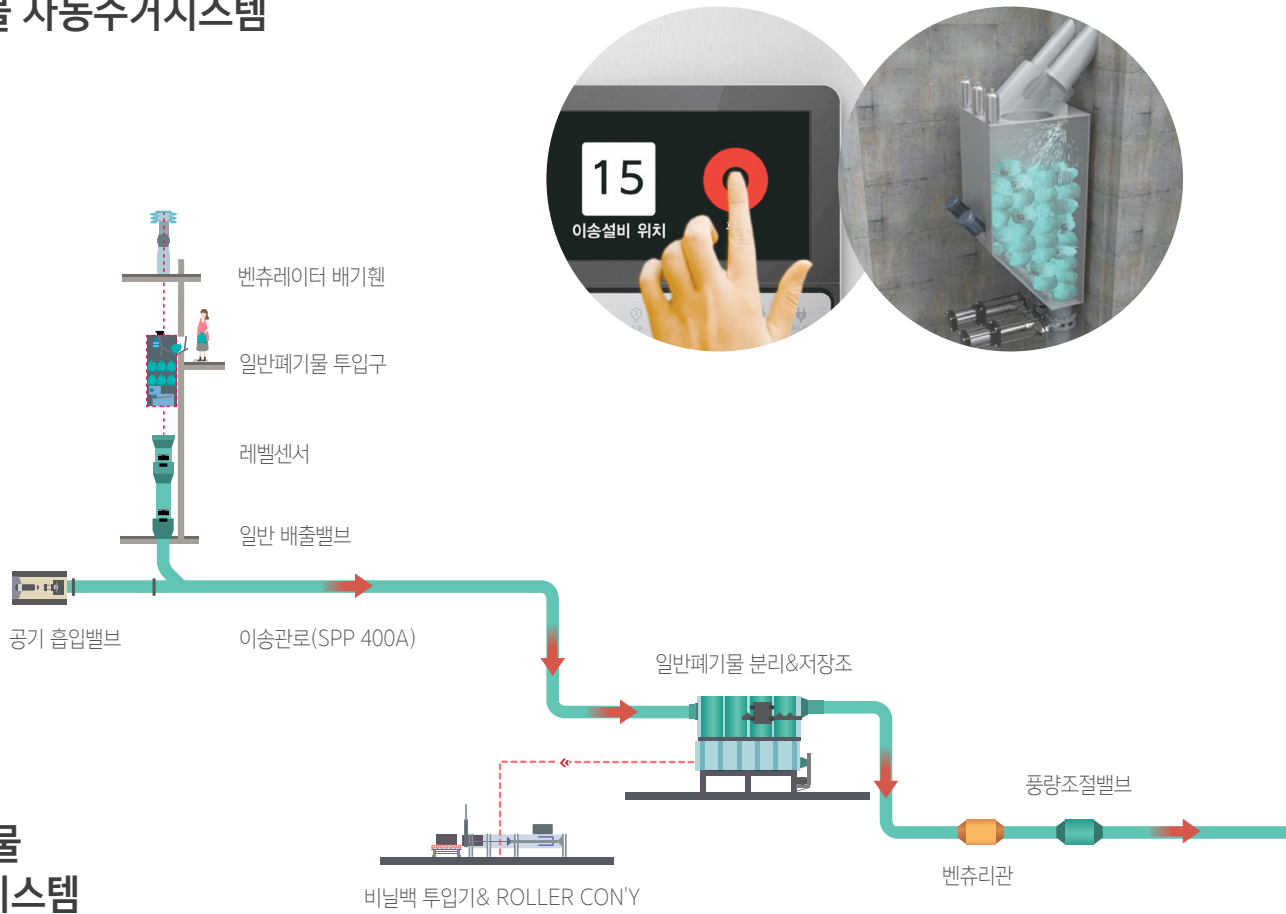 자동수거시스템
15
이송설비 위치
벤츄레이터 배기휀
일반폐기물 투입구
레벨센서
일반 배출밸브
공기 흡입밸브
이송관로(SPP 400A)
일반폐기물 분리&저장조
풍량조절밸브
벤츄리관
비닐백 투입기& ROLLER CON'Y
물
시스템